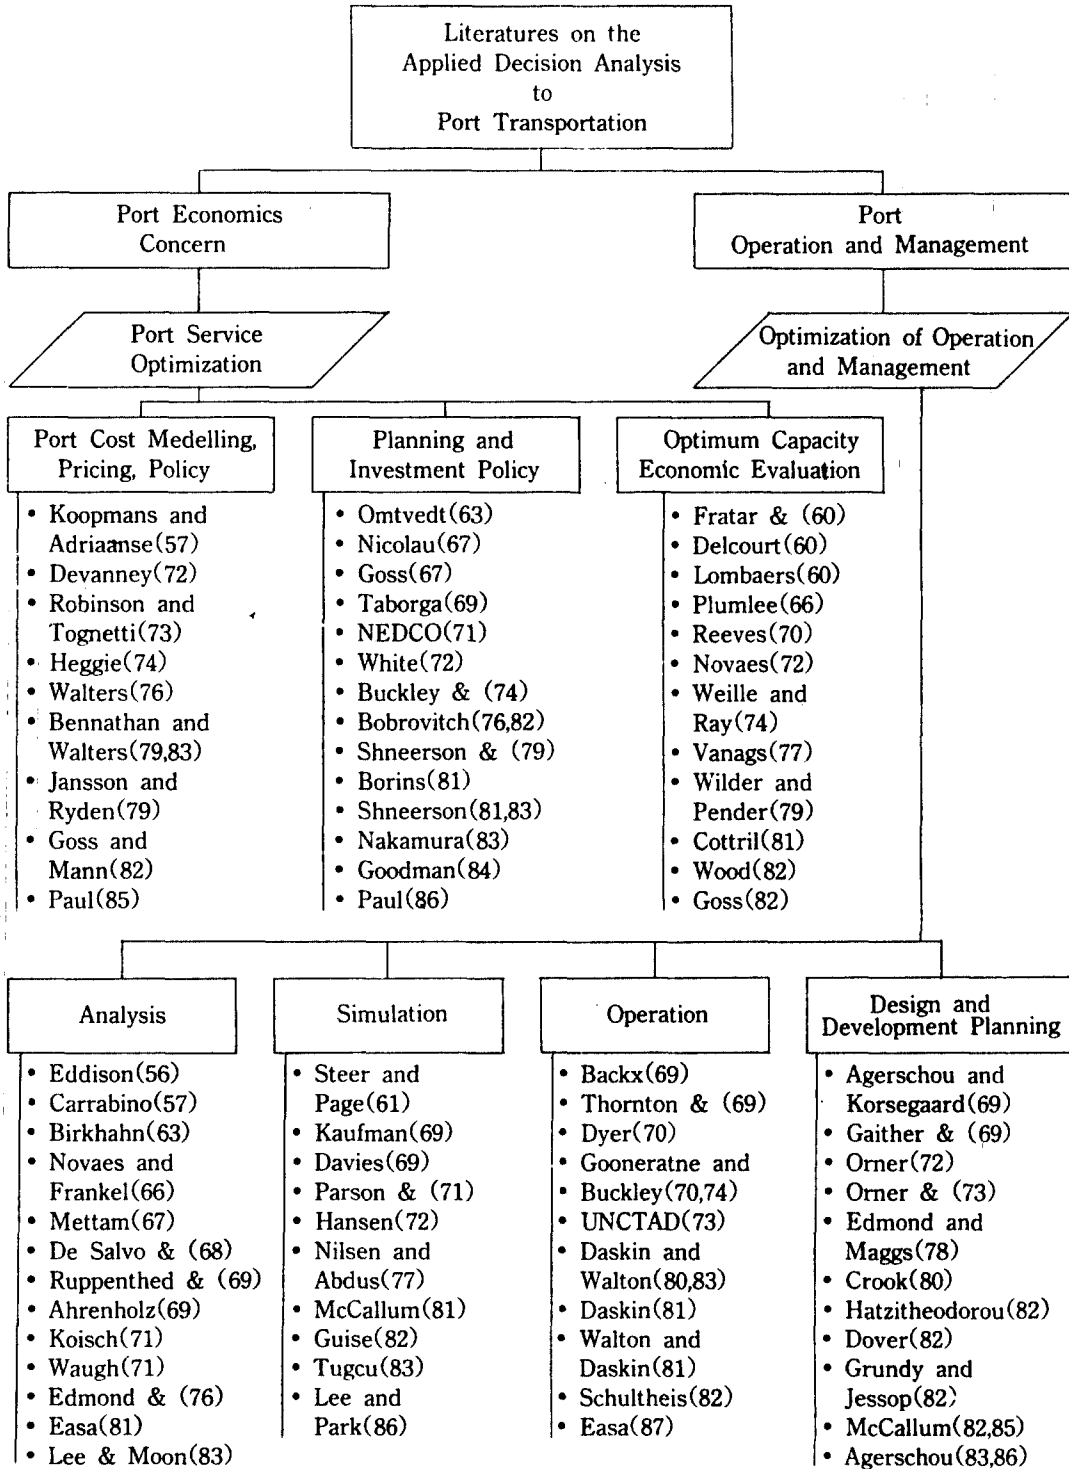 Literatures on the
Applied Decision Analysis
to
Port Transportation
Port Economics
Concern
Port
Operation and Management
Port Service
Optimization
Optimization of Operation
and Management
Port Cost Medelling,
Pricing, Policy
• Koopmans and
Adriaanse(57)
• Devanney(72)
• Robinson and
Tognetti(73)
• Heggie(74)
• Walters(76)
• Bennathan and
Walters(79,83)
• Jansson and
Ryden(79)
• Goss and
Mann(82)
• Paul(85)
Planning and
Investment Policy
• Omtvedt(63)
• Nicolau(67)
• Goss(67)
• Taborga(69)
• NEDCO(71)
• White(72)
• Buckley & (74)
• Bobrovitch(76,82)
• Shneerson & (79)
• Borins(81)
• Shneerson(81,83)
• Nakamura(83)
• Goodman(84)
• Paul(86)
Optimum Capacity
Economic Evaluation
• Fratar & (60)
• Delcourt(60)
• Lombaers(60)
• Plumlee(66)
• Reeves(70)
• Novaes(72)
• Weille and
Ray(74)
• Vanags(77)
• Wilder and
Pender(79)
• Cottril(81)
• Wood(82)
• Goss(82)
Analysis
• Eddison(56)
• Carrabino(57)
• Birkhahn(63)
• Novaes and
Frankel(66)
• Mettam(67)
• De Salvo & (68)
• Ruppenthed & (69)
• Ahrenholz(69)
• Koisch(71)
• Waugh(71)
• Edmond & (76)
• Easa(81)
• Lee & Moon(83)
Simulation
• Steer and
Page(61)
• Kaufman(69)
• Davies(69)
• Parson & (71)
• Hansen(72)
• Nilsen and
Abdus(77)
• McCallum(81)
• Guise(82)
• Tugcu(83)
• Lee and
Park(86)
Operation
• Backx(69)
• Thornton & (69)
• Dyer(70)
• Gooneratne and
• Buckley(70,74)
• UNCTAD(73)
• Daskin and
Walton(80,83)
• Daskin(81)
• Walton and
Daskin(81)
• Schultheis(82)
• Easa(87)
Design and
Development Planning
• Agerschou and
Korsegaard(69)
• Gaither & (69)
• Orner(72)
• Orner & (73)
• Edmond and
Maggs(78)
• Crook(80)
• Hatzitheodorou(82)
• Dover(82)
• Grundy and
Jessop(82)
• McCallum(82,85)
• Agerschou(83,86)